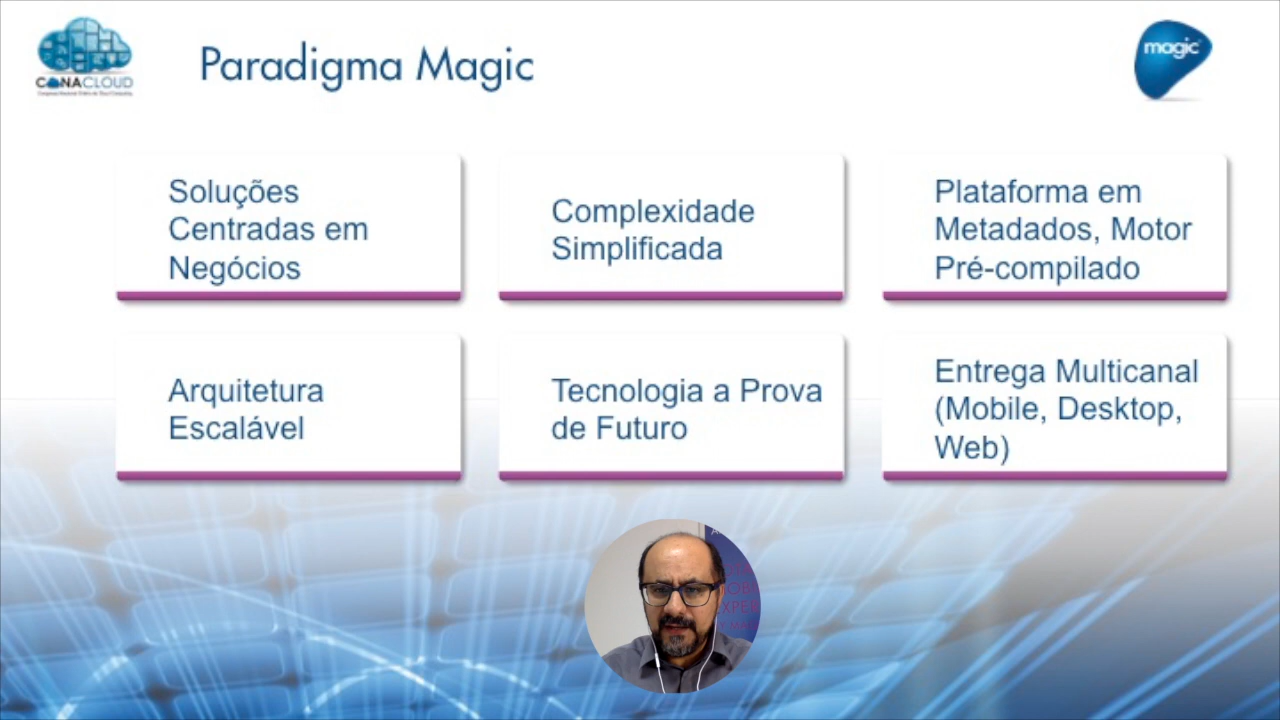 CONACLOUD
Paradigma Magic
magic
Soluções
Centradas em
Negócios
Complexidade
Simplificada
Plataforma em
Metadados, Motor
Pré-compilado
Arquitetura
Escalável
Tecnologia a Prova
de Futuro
Entrega Multicanal
(Mobile, Desktop,
Web)